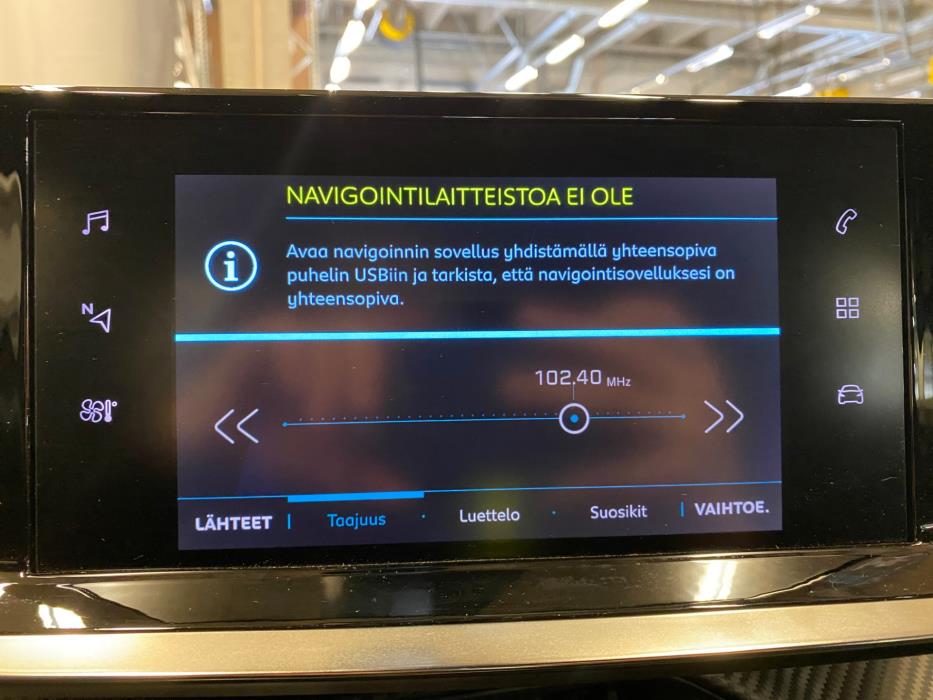 NAVIGOINTILAITTEISTOA EI OLE
Avaa navigoinnin sovellus yhdistämällä yhteensopiva
puhelin USBiin ja tarkista, että navigointisovelluksesi on
yhteensopiva.
N
102.40 MHz
LÄHTEET Taajuus Luettelo Suosikit VAIHTOE.